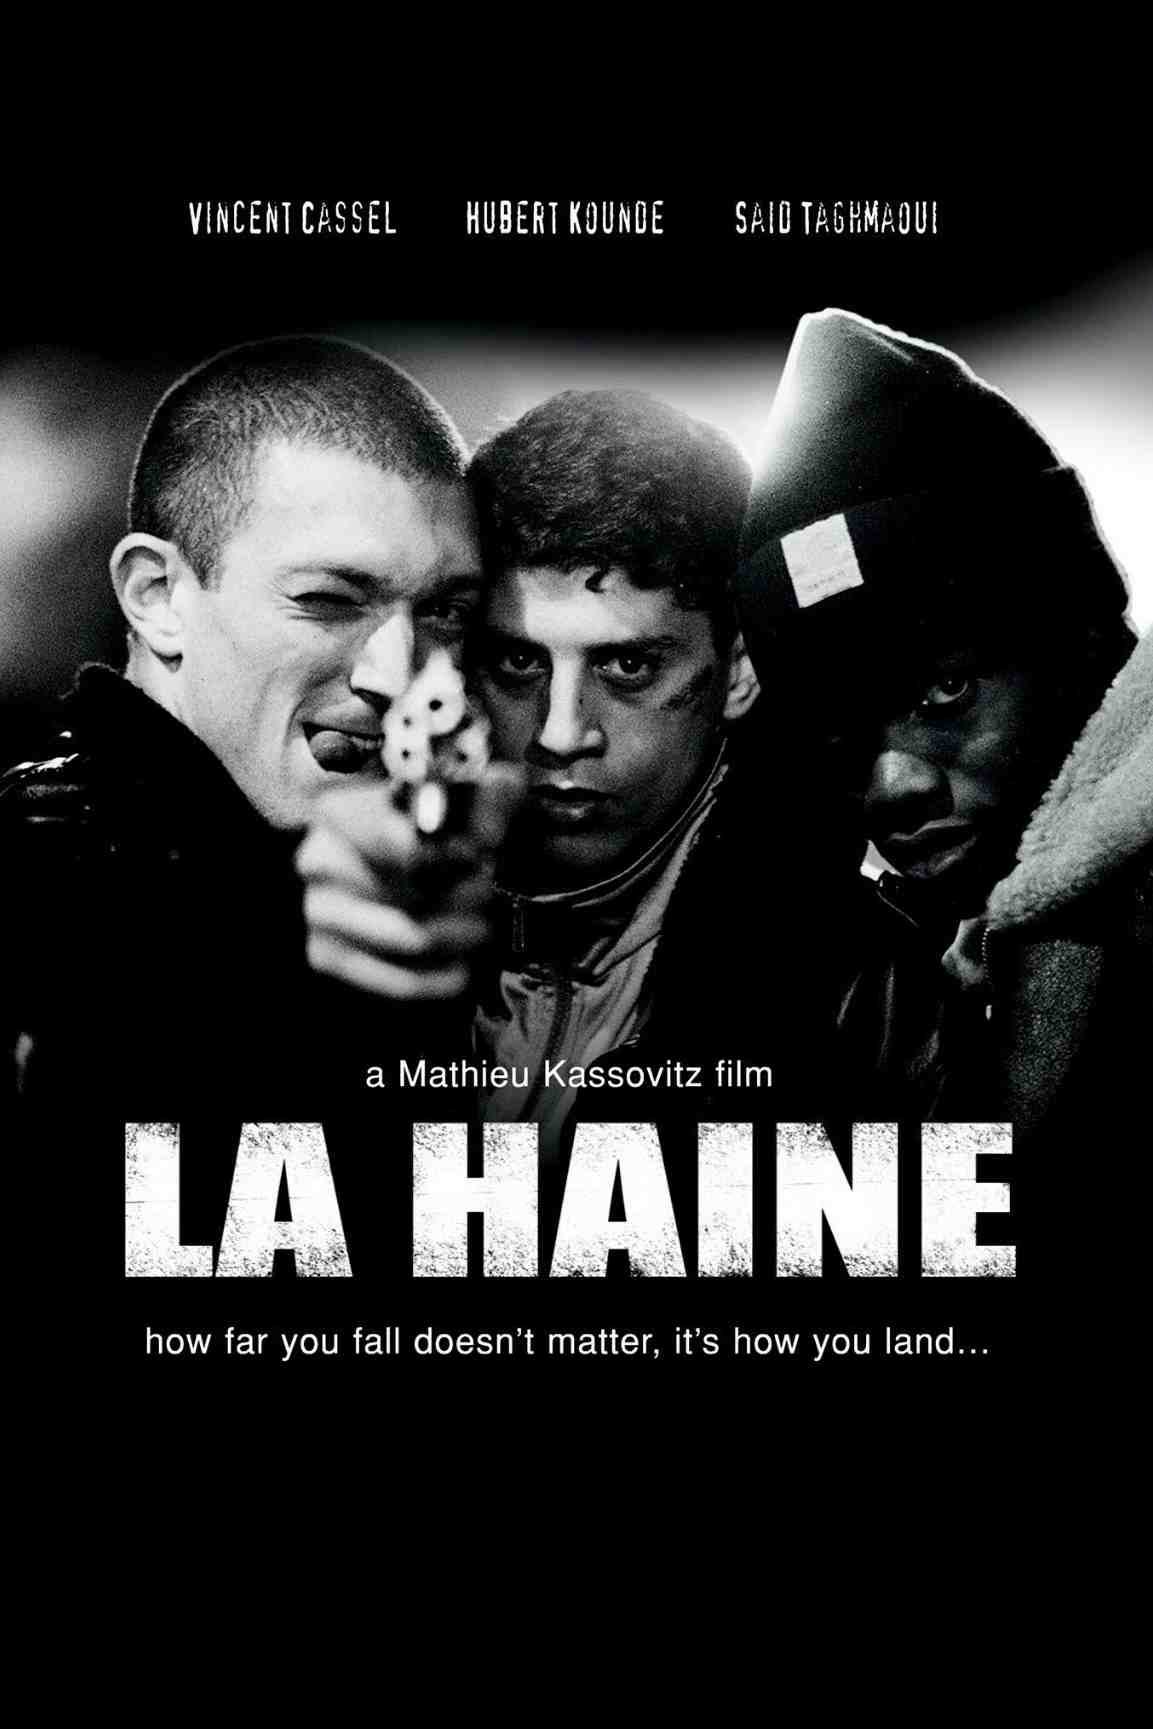 VINCENT CASSEL HUBERT KOUNDE SAID TAGHMAOUI
a Mathieu Kassovitz film
LA HAINE
how far you fall doesn’t matter, it’s how you land...